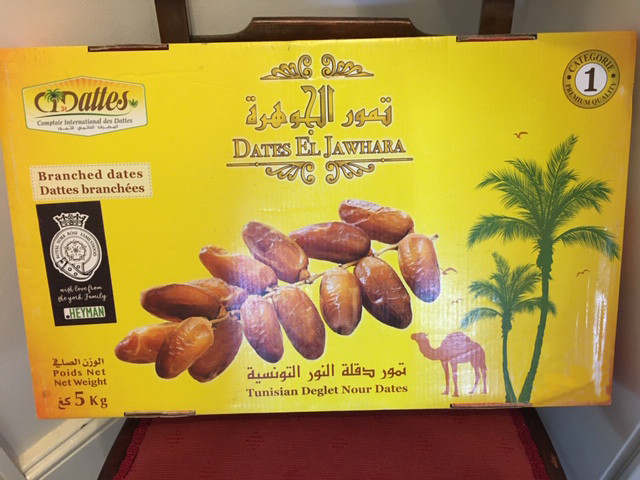 CIDattes
Comptoir International des Dattes
CATEGORIE
1
PREMIUM QUALITY
تمور الجوهرة
DATES EL JAWHARA
Branched dates
Dattes branchées
with love from
the york Family
HEYMAN
الوزن الصافي
Poids Net
Net Weight
5 Kg كغ
تمور دقلة النور التونسية
Tunisian Deglet Nour Dates